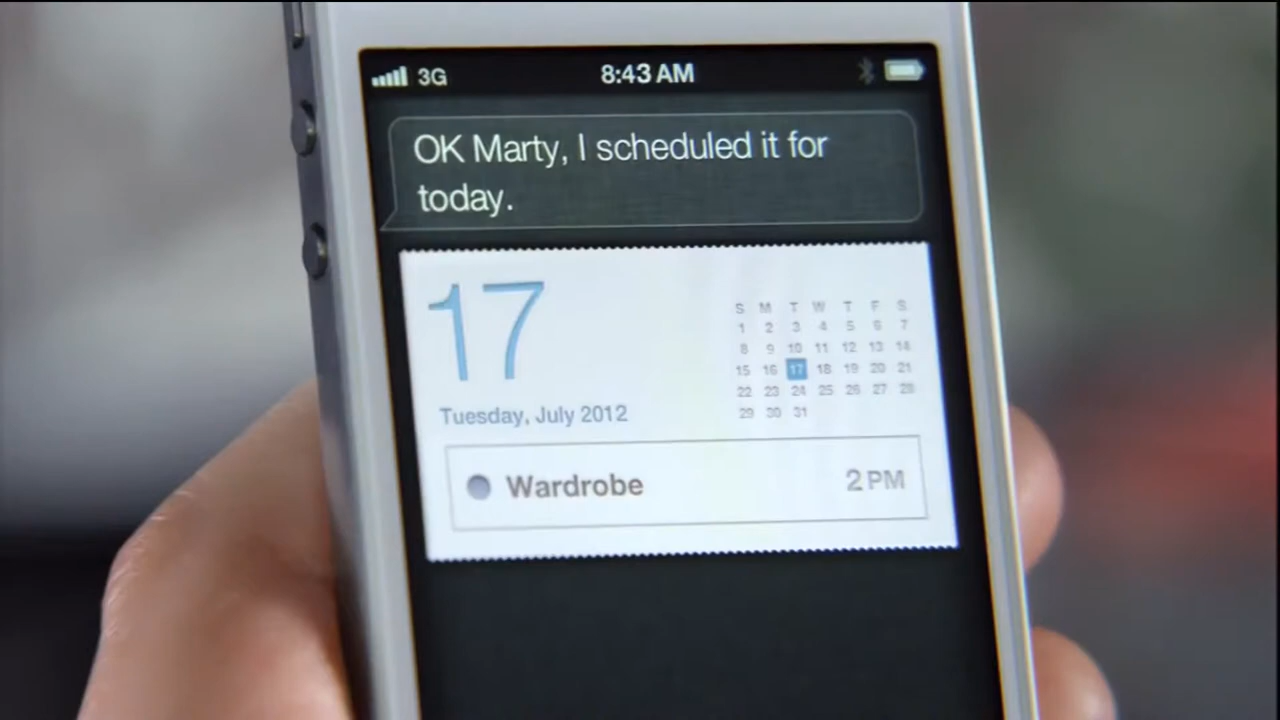 3G 8:43 AM
OK Marty, I scheduled it for
today.
17
Tuesday, July 2012
S M T W T F S
1 2 3 4 5 6 7
8 9 10 11 12 13 14
15 16 17 18 19 20 21
22 23 24 25 26 27 28
29 30 31
Wardrobe 2 PM